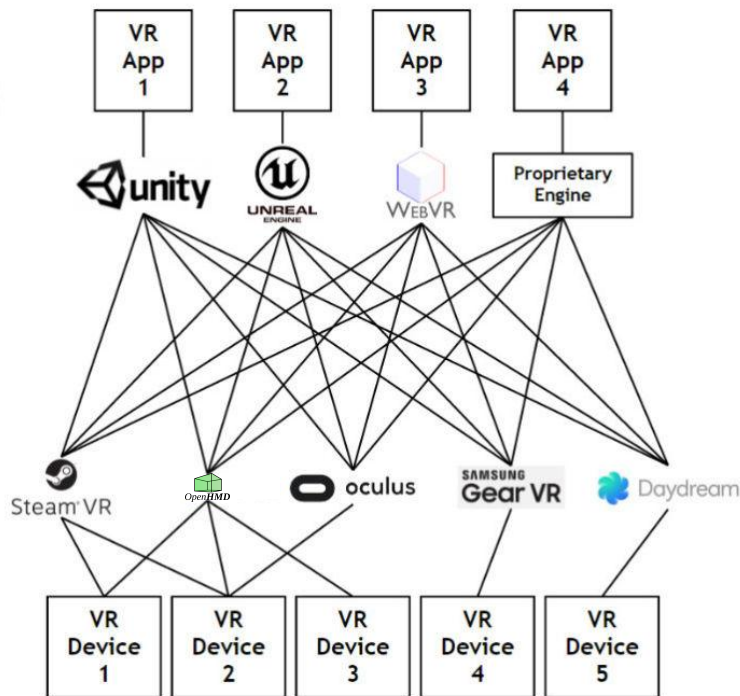 VR
App
1
VR
App
2
VR
App
3
VR
App
4
unity
UNREAL
ENGINE
WEBVR
Proprietary
Engine
Steam VR
OpenHMD
oculus
SAMSUNG
Gear VR
Daydream
VR
Device
1
VR
Device
2
VR
Device
3
VR
Device
4
VR
Device
5